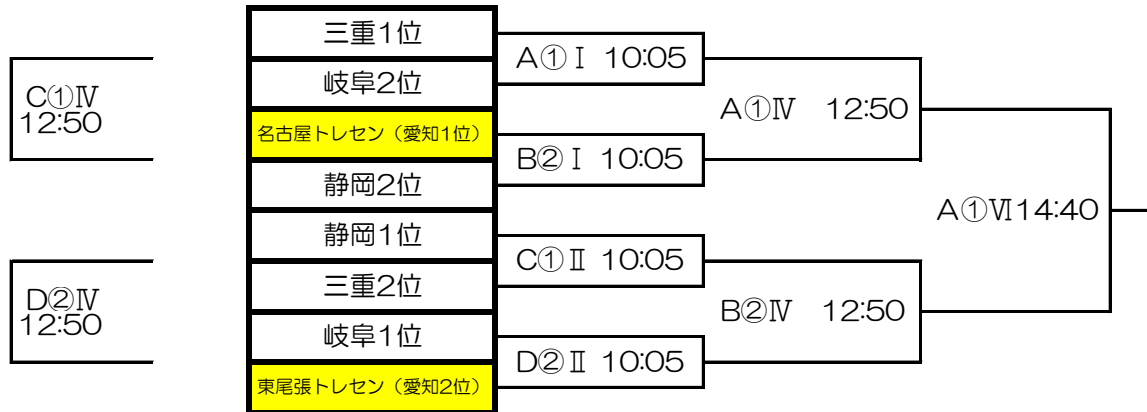 C①Ⅳ
12:50
D②Ⅳ
12:50
三重1位
岐阜2位
名古屋トレセン（愛知1位）
静岡2位
静岡1位
三重2位
岐阜1位
東尾張トレセン（愛知2位）
A①Ⅰ 10:05
B②Ⅰ 10:05
C①Ⅱ 10:05
D②Ⅱ 10:05
A①Ⅳ 12:50
B②Ⅳ 12:50
A①Ⅵ14:40